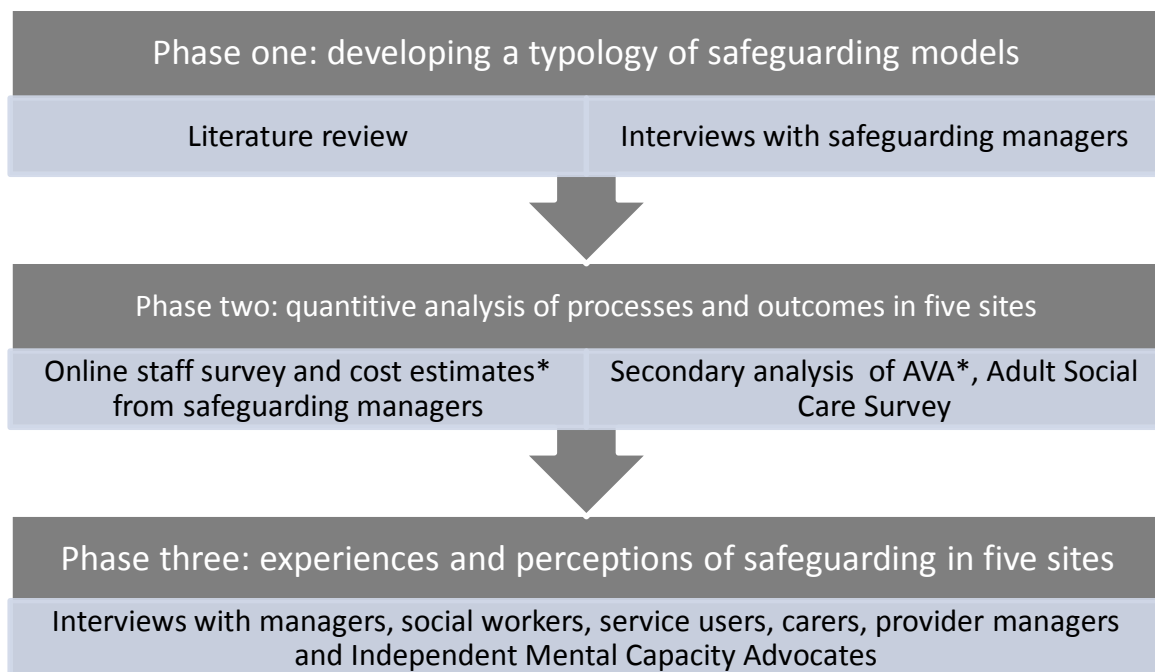 Phase one: developing a typology of safeguarding models
Literature review
Interviews with safeguarding managers
Phase two: quantitive analysis of processes and outcomes in five sites
Online staff survey and cost estimates*
from safeguarding managers
Secondary analysis of AVA*, Adult Social
Care Survey
Phase three: experiences and perceptions of safeguarding in five sites
Interviews with managers, social workers, service users, carers, provider managers
and Independent Mental Capacity Advocates